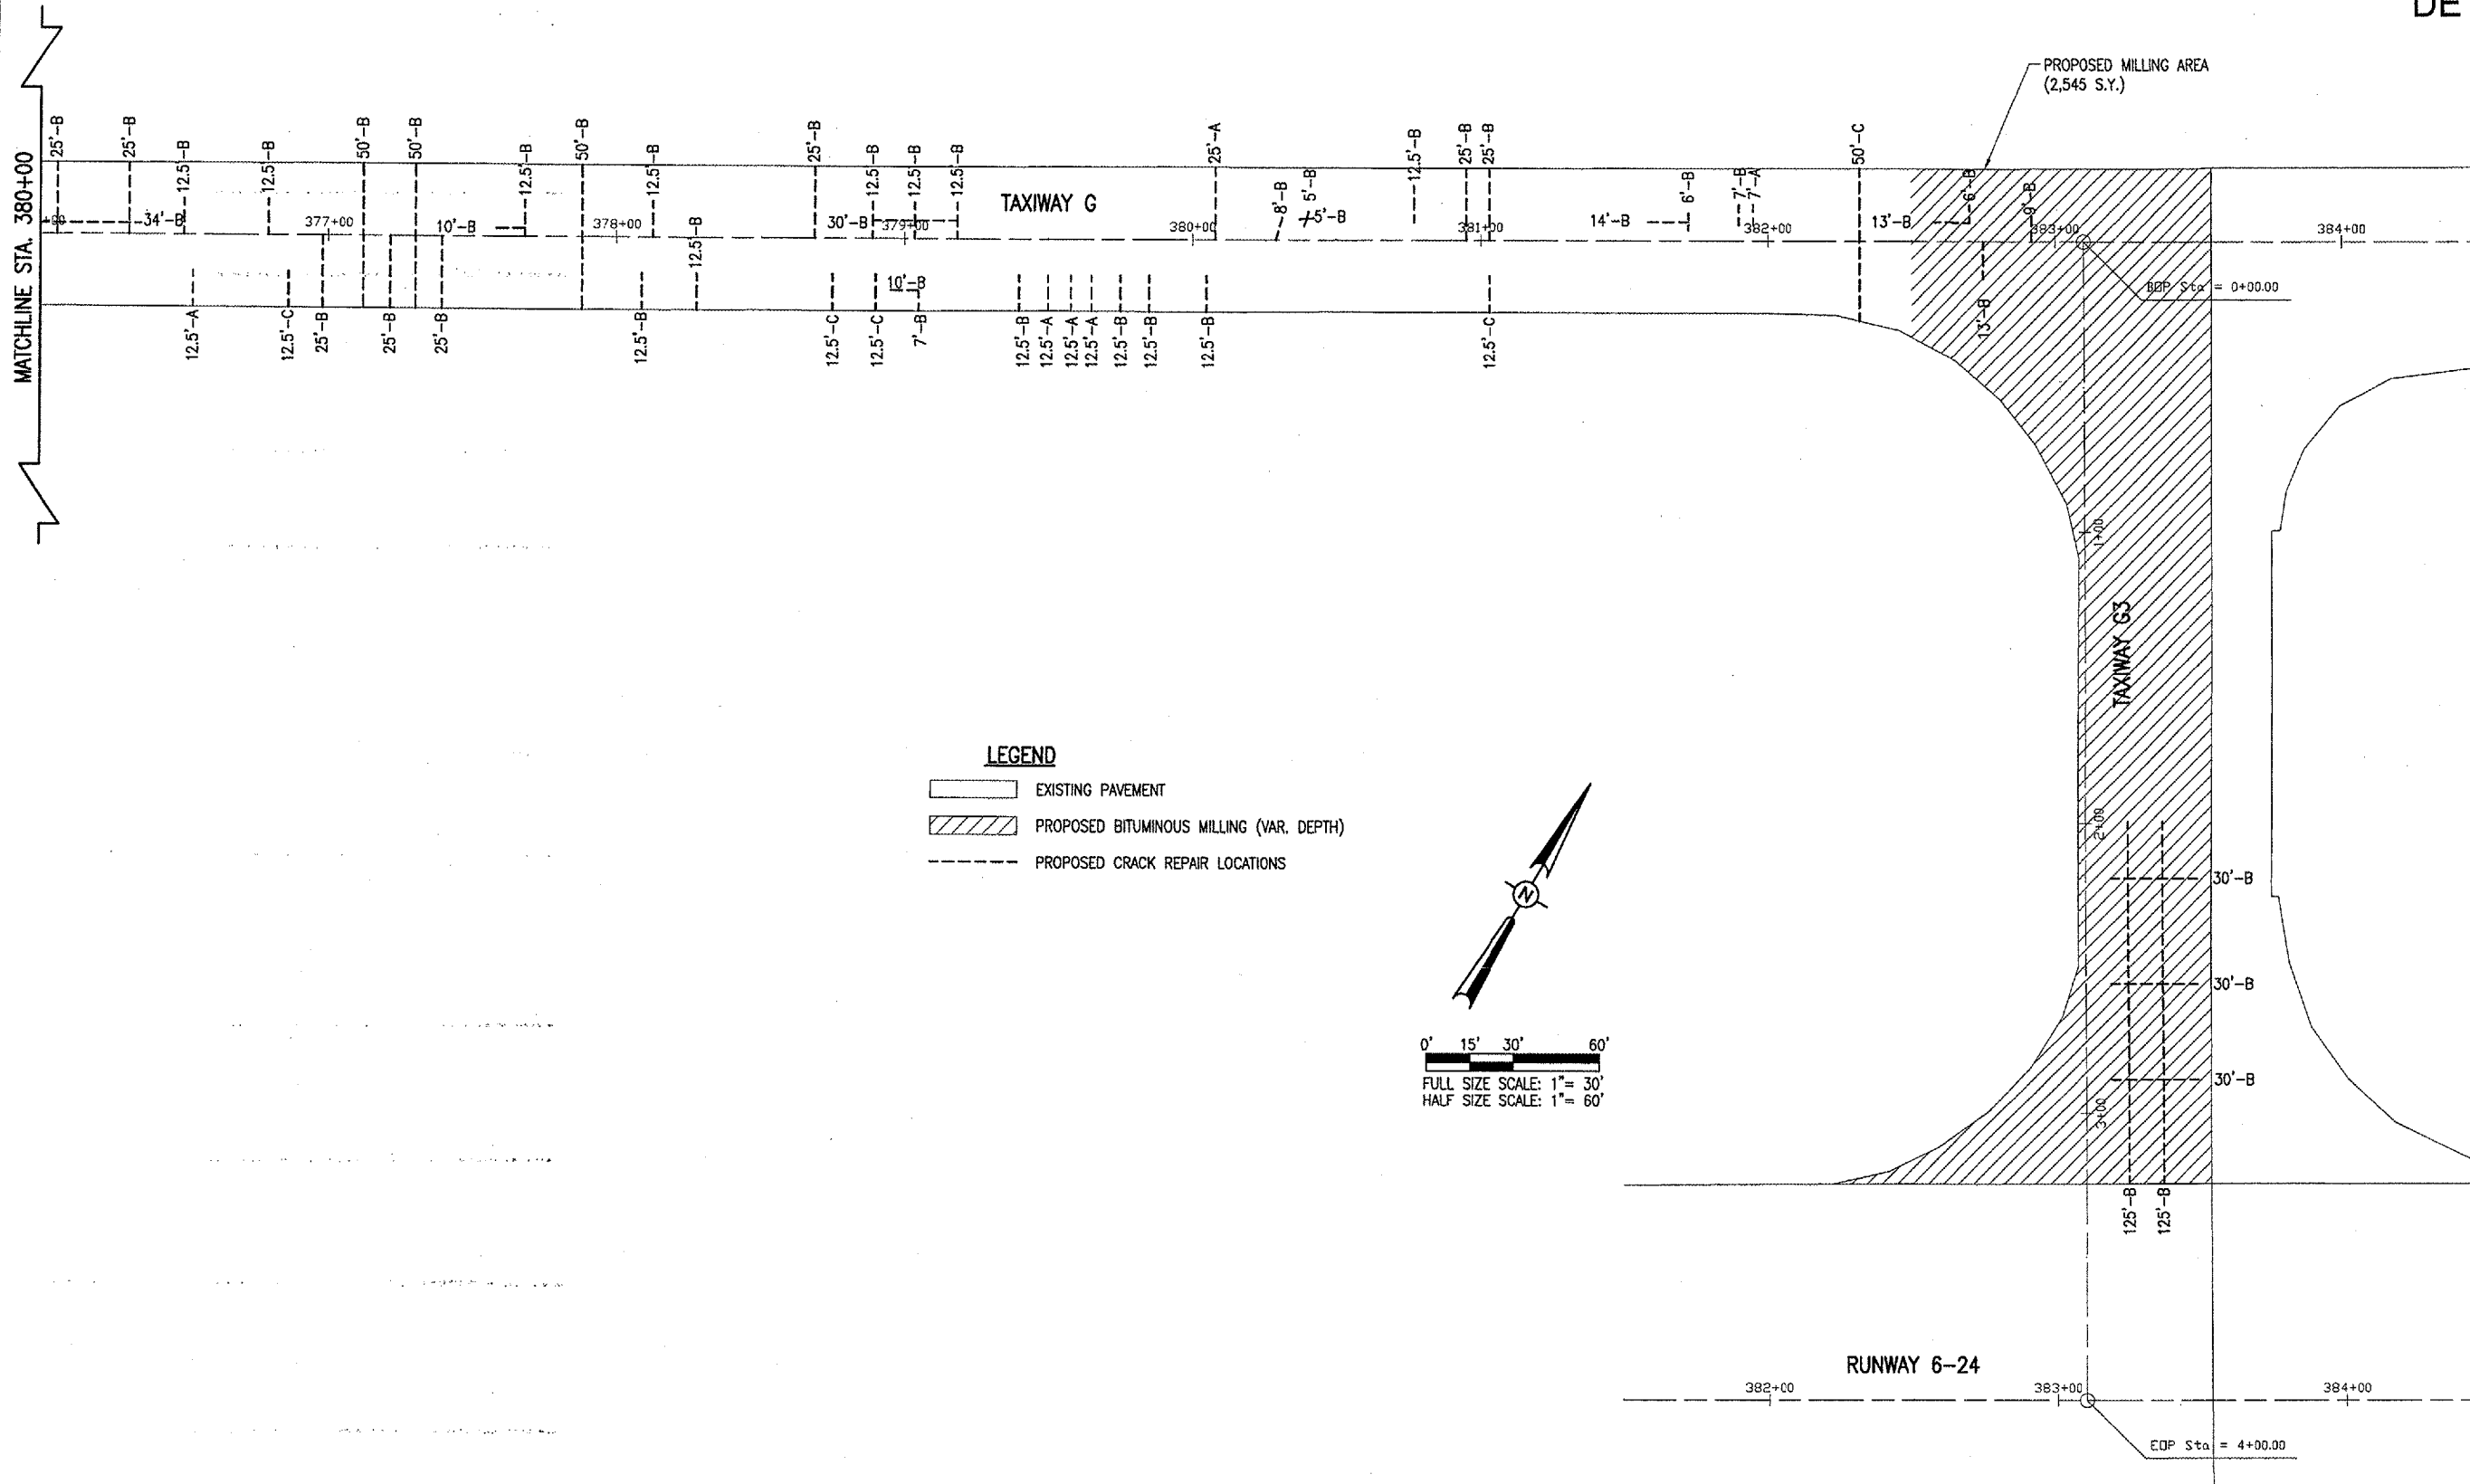 DE
PROPOSED MILLING AREA
(2,545 S.Y.)
MATCHLINE STA. 380+00
25'-B
25'-B
12.5'-B
12.5'-B
50'-B
50'-B
12.5'-B
50'-B
12.5'-B
12.5'-B
25'-B
12.5'-B
12.5'-B
12.5'-B
25'-A
8'-B
5'-B
5'-B
12.5'-B
25'-B
25'-B
6'-B
7'-B
7'-A
50'-C
6'-B
9'-B
TAXIWAY G
34'-B
377+00
10'-B
378+00
30'-B
379+00
380+00
381+00
14'-B
382+00
13'-B
383+00
384+00
BOP Sta = 0+00.00
10'-B
12.5'-A
12.5'-C
25'-B
25'-B
25'-B
12.5'-B
12.5'-C
12.5'-C
7'-B
12.5'-B
12.5'-A
12.5'-A
12.5'-A
12.5'-B
12.5'-B
12.5'-B
12.5'-C
13'-B
1+00
TAXIWAY G3
2+00
30'-B
30'-B
30'-B
3+00
125'-B
125'-B
LEGEND
EXISTING PAVEMENT
PROPOSED BITUMINOUS MILLING (VAR. DEPTH)
PROPOSED CRACK REPAIR LOCATIONS
N
0' 15' 30' 60'
FULL SIZE SCALE: 1"= 30'
HALF SIZE SCALE: 1"= 60'
RUNWAY 6-24
382+00
383+00
384+00
EOP Sta = 4+00.00